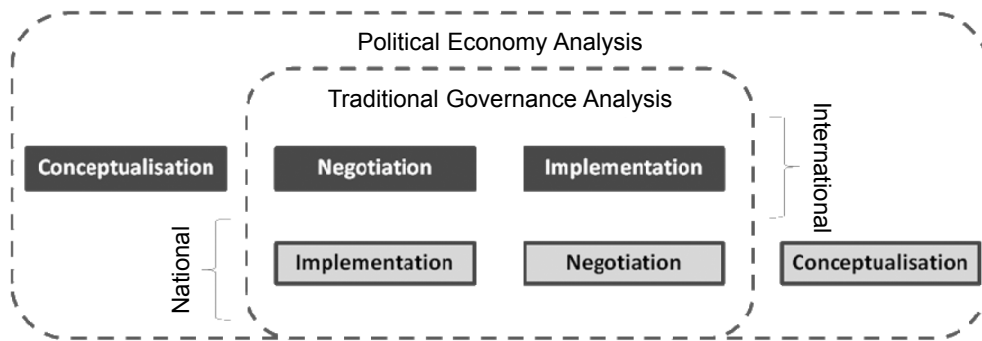 Political Economy Analysis
Traditional Governance Analysis
International
Conceptualisation
Negotiation
Implementation
National
Implementation
Negotiation
Conceptualisation